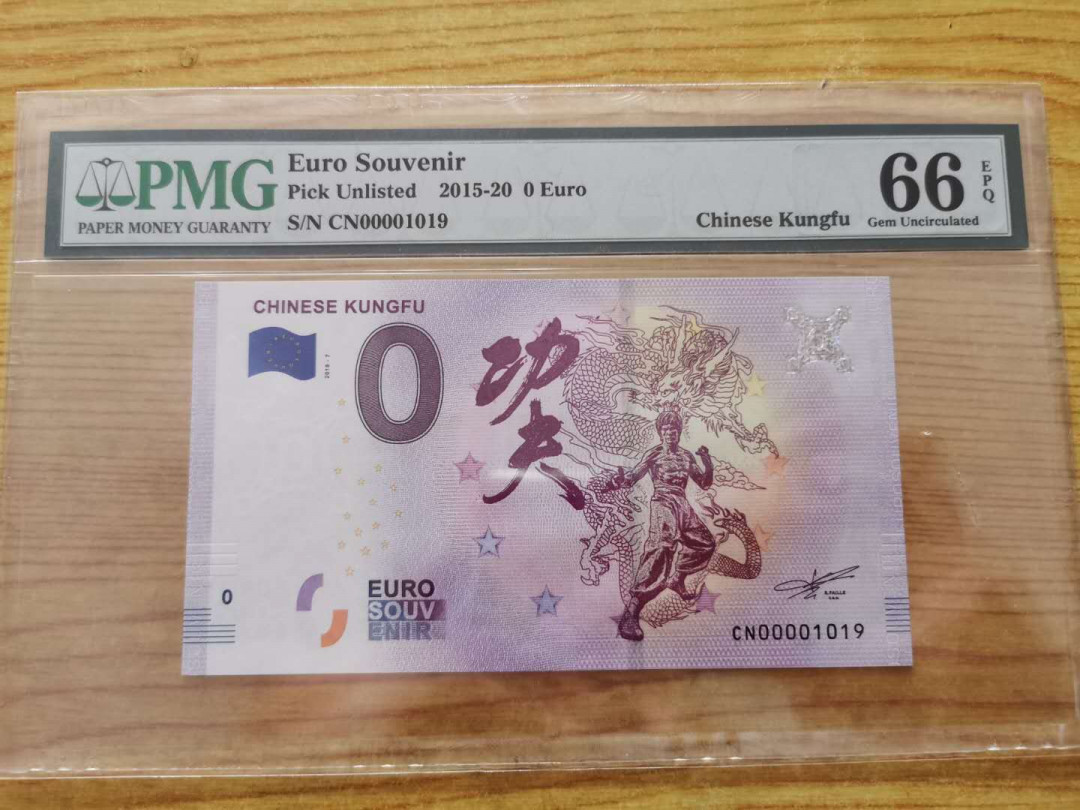 PMG
PAPER MONEY GUARANTY
Euro Souvenir
Pick Unlisted 2015-20 0 Euro
S/N CN00001019
Chinese Kungfu
66
EPQ
Gem Uncirculated
CHINESE KUNGFU
0
功夫
0
EURO
SOUV
ENIR
CN00001019